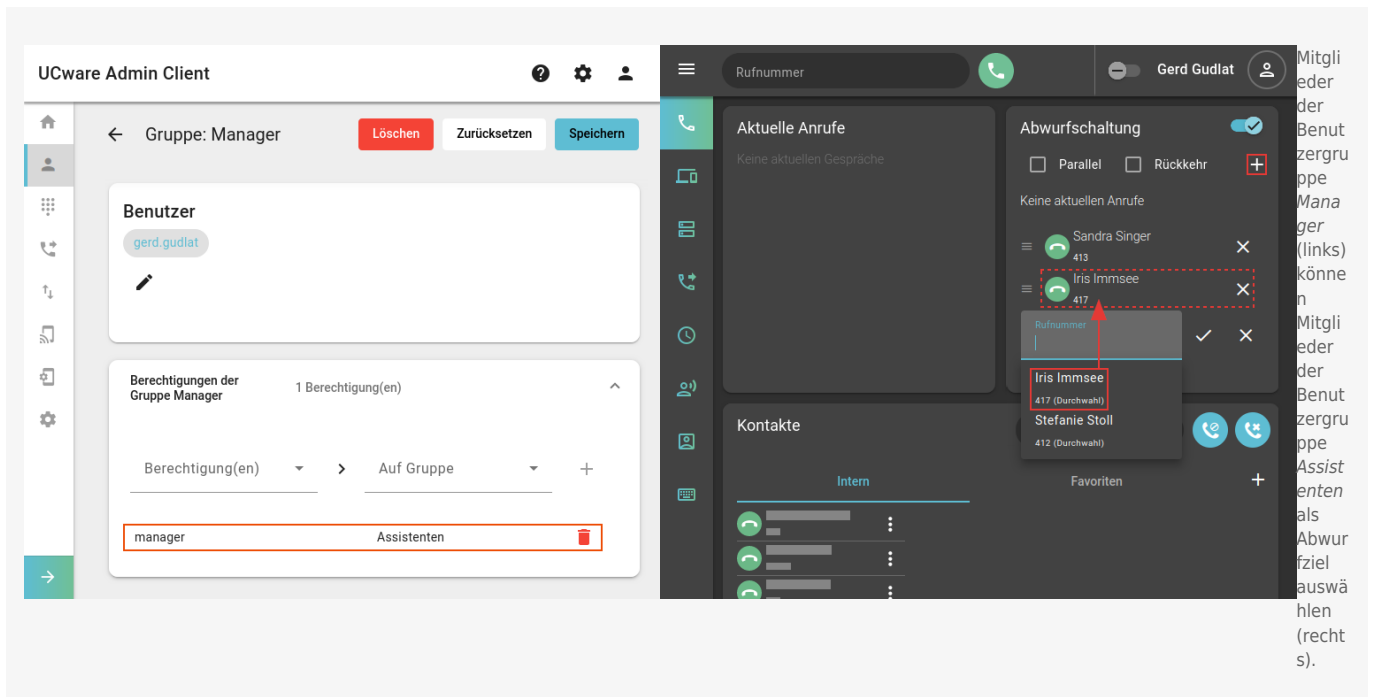 UCware Admin Client
Gruppe: Manager
Löschen
Zurücksetzen
Speichern
Benutzer
gerd.gudlat
Berechtigungen der
Gruppe Manager
1 Berechtigung(en)
Berechtigung(en)
Auf Gruppe
manager
Assistenten
Rufnummer
Gerd Gudlat
Aktuelle Anrufe
Keine aktuellen Gespräche
Abwurfschaltung
Parallel
Rückkehr
Keine aktuellen Anrufe
Sandra Singer
413
Iris Immsee
417
Rufnummer
Iris Immsee
417 (Durchwahl)
Stefanie Stoll
412 (Durchwahl)
Kontakte
Intern
Favoriten
Mitgli
eder
der
Benut
zergru
ppe
Mana
ger
(links)
könne
n
Mitgli
eder
der
Benut
zergru
ppe
Assist
enten
als
Abwur
fziel
auswä
hlen
(recht
s).